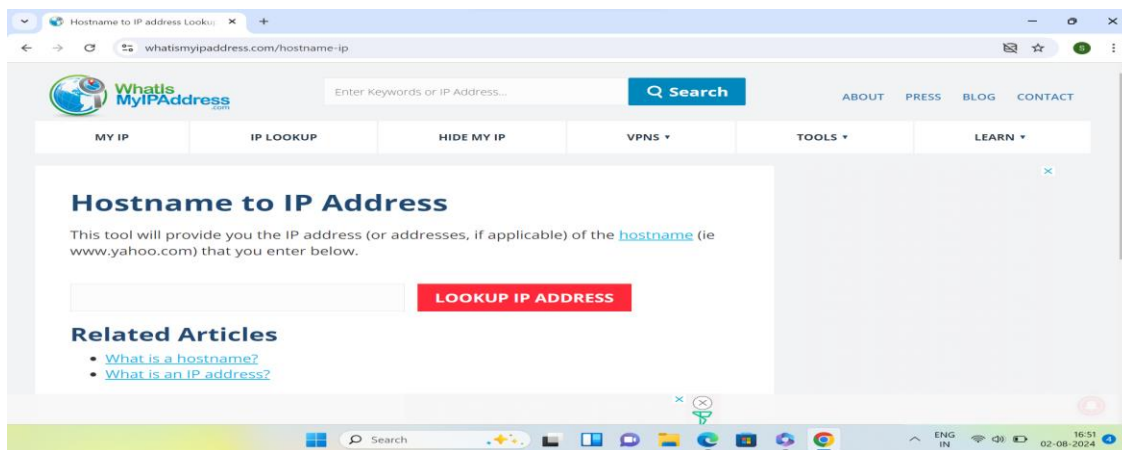 Hostname to IP address Looku
whatismyipaddress.com/hostname-ip
S
WhatIs
MyIPAddress
.com
Enter Keywords or IP Address...
Search
ABOUT PRESS BLOG CONTACT
MY IP IP LOOKUP HIDE MY IP VPNS TOOLS LEARN
Hostname to IP Address
This tool will provide you the IP address (or addresses, if applicable) of the hostname (ie
www.yahoo.com) that you enter below.
LOOKUP IP ADDRESS
Related Articles
What is a hostname?
What is an IP address?
Search
ENG
IN
16:51
02-08-2024